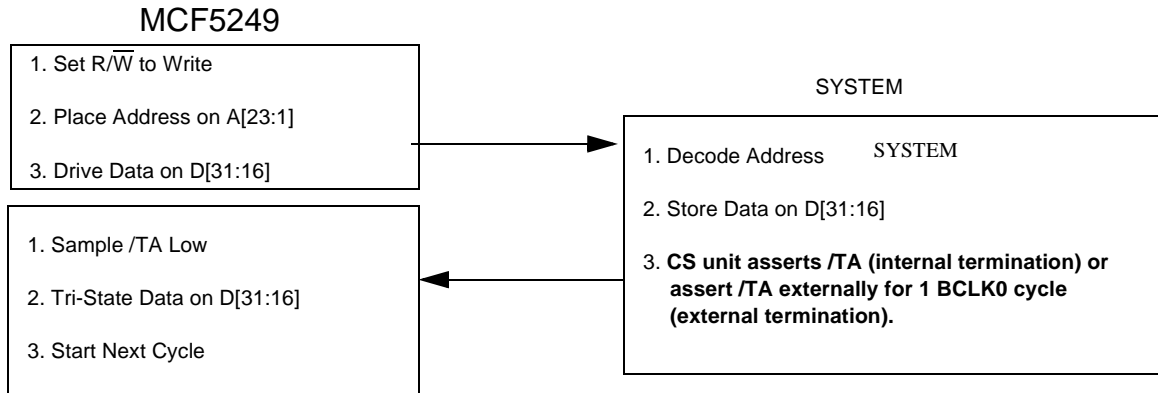 MCF5249
1. Set R/W̅ to Write
2. Place Address on A[23:1]
3. Drive Data on D[31:16]
SYSTEM
1. Decode Address SYSTEM
2. Store Data on D[31:16]
3. CS unit asserts /TA (internal termination) or
assert /TA externally for 1 BCLK0 cycle
(external termination).
1. Sample /TA Low
2. Tri-State Data on D[31:16]
3. Start Next Cycle